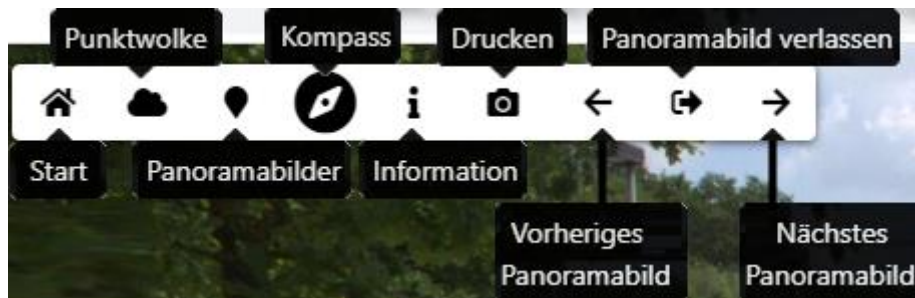 Punktwolke
Kompass
Drucken
Panoramabild verlassen
Start
Panoramabilder
Information
Vorheriges
Panoramabild
Nächstes
Panoramabild